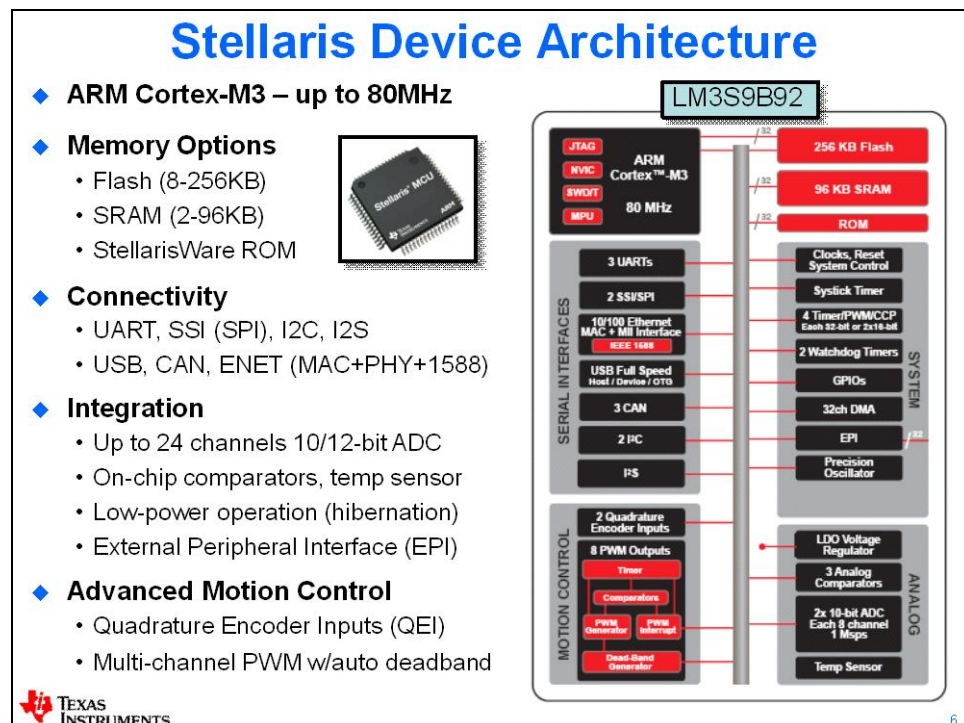 Stellaris Device Architecture
ARM Cortex-M3 – up to 80MHz
Memory Options
• Flash (8-256KB)
• SRAM (2-96KB)
• StellarisWare ROM
Connectivity
• UART, SSI (SPI), I2C, I2S
• USB, CAN, ENET (MAC+PHY+1588)
Integration
• Up to 24 channels 10/12-bit ADC
• On-chip comparators, temp sensor
• Low-power operation (hibernation)
• External Peripheral Interface (EPI)
Advanced Motion Control
• Quadrature Encoder Inputs (QEI)
• Multi-channel PWM w/auto deadband
Stellaris® MCU
ARM
TEXAS
INSTRUMENTS
LM3S9B92
JTAG
NVIC
SWD/T
MPU
ARM
Cortex™-M3
80 MHz
32
256 KB Flash
32
96 KB SRAM
32
ROM
SERIAL INTERFACES
3 UARTs
2 SSI/SPI
10/100 Ethernet
MAC + MII Interface
IEEE 1588
USB Full Speed
Host / Device / OTG
3 CAN
2 I²C
I²S
SYSTEM
Clocks, Reset
System Control
Systick Timer
4 Timer/PWM/CCP
Each 32-bit or 2x16-bit
2 Watchdog Timers
GPIOs
32ch DMA
EPI
32
Precision
Oscillator
MOTION CONTROL
2 Quadrature
Encoder Inputs
8 PWM Outputs
Timer
Comparators
PWM
Generator
PWM
Interrupt
Dead-Band
Generator
ANALOG
LDO Voltage
Regulator
3 Analog
Comparators
2x 10-bit ADC
Each 8 channel
1 Msps
Temp Sensor
6